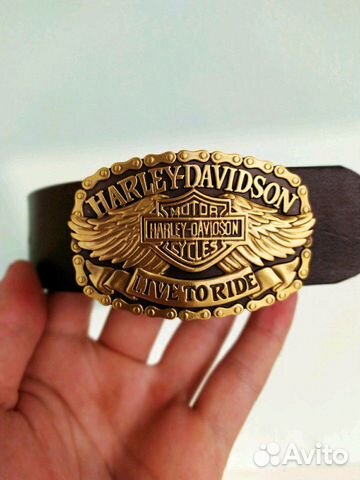 HARLEY-DAVIDSON
MOTOR
HARLEY-DAVIDSON
CYCLES
LIVE TO RIDE
Avito